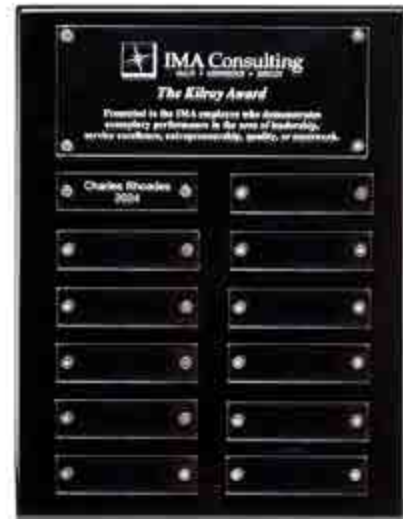 IMA Consulting
The Kilroy Award
Presented to the IMA employee who demonstrates
exemplary performance in the area of leadership,
service excellence, entrepreneurship, quality, or teamwork.
Charles Rhoades
2024